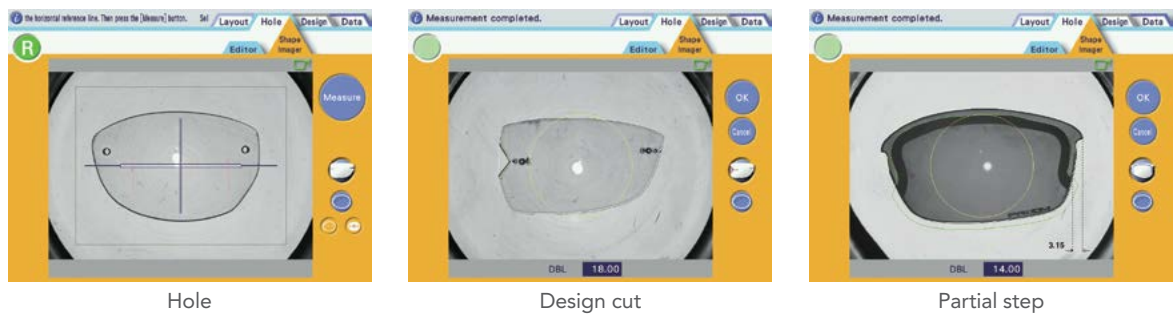 the horizontal reference line. Then press the [Measure] button. Sel
Layout Hole Design Data
R
Editor
Shape
Imager
Measure
Hole
Measurement completed.
Layout Hole Design Data
Editor
Shape
Imager
OK
Cancel
DBL 18.00
Design cut
Measurement completed.
Layout Hole Design Data
Editor
Shape
Imager
OK
Cancel
3.15
DBL 14.00
Partial step